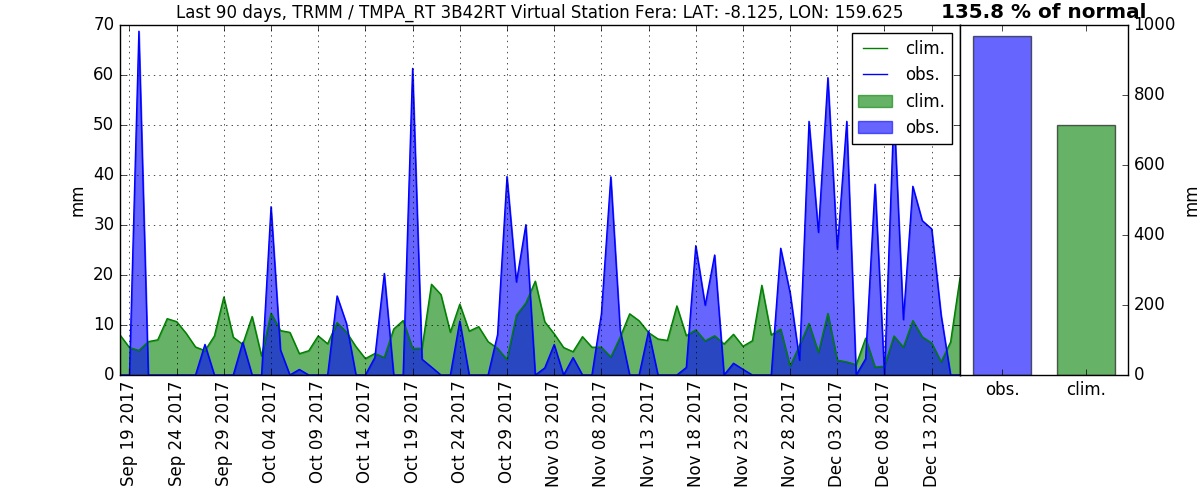 Last 90 days, TRMM / TMPA_RT 3B42RT Virtual Station Fera: LAT: -8.125, LON: 159.625
135.8 % of normal
70
60
50
40
30
20
10
0
mm
clim.
obs.
clim.
obs.
Sep 19 2017
Sep 24 2017
Sep 29 2017
Oct 04 2017
Oct 09 2017
Oct 14 2017
Oct 19 2017
Oct 24 2017
Oct 29 2017
Nov 03 2017
Nov 08 2017
Nov 13 2017
Nov 18 2017
Nov 23 2017
Nov 28 2017
Dec 03 2017
Dec 08 2017
Dec 13 2017
1000
800
600
400
200
0
mm
obs.
clim.